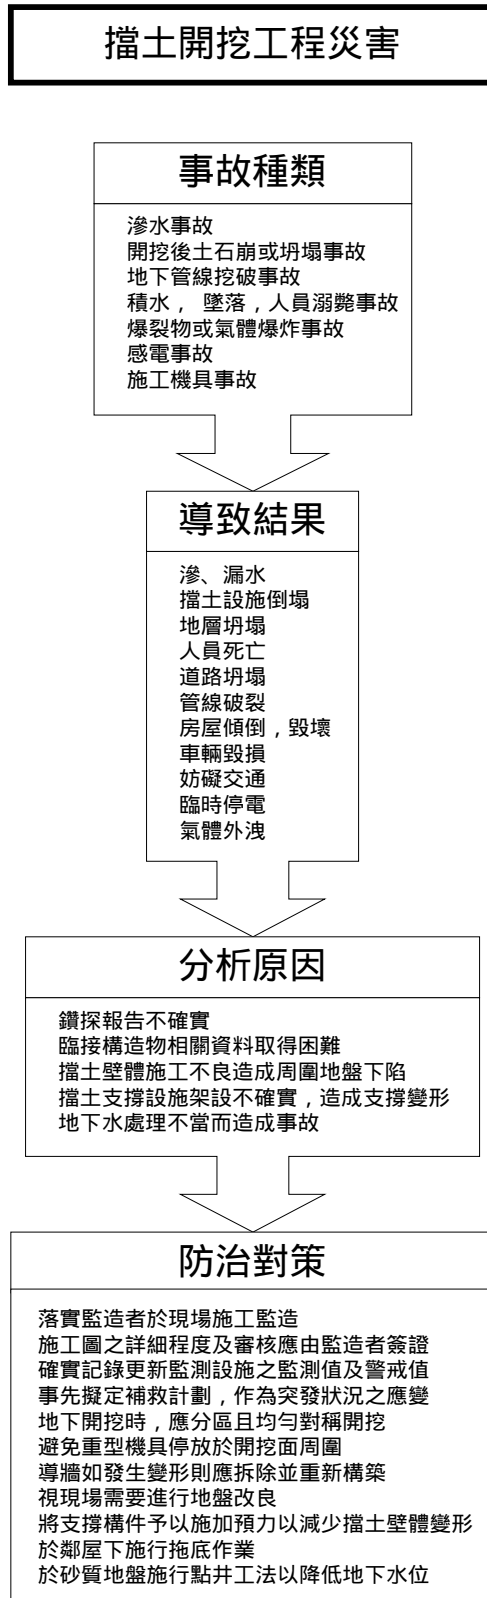 擋土開挖工程災害
事故種類
滲水事故
開挖後土石崩或坍塌事故
地下管線挖破事故
積水， 墜落，人員溺斃事故
爆裂物或氣體爆炸事故
感電事故
施工機具事故
導致結果
滲、漏水
擋土設施倒塌
地層坍塌
人員死亡
道路坍塌
管線破裂
房屋傾倒，毀壞
車輛毀損
妨礙交通
臨時停電
氣體外洩
分析原因
鑽探報告不確實
臨接構造物相關資料取得困難
擋土壁體施工不良造成周圍地盤下陷
擋土支撐設施架設不確實，造成支撐變形
地下水處理不當而造成事故
防治對策
落實監造者於現場施工監造
施工圖之詳細程度及審核應由監造者簽證
確實記錄更新監測設施之監測值及警戒值
事先擬定補救計劃，作為突發狀況之應變
地下開挖時，應分區且均勻對稱開挖
避免重型機具停放於開挖面周圍
導牆如發生變形則應拆除並重新構築
視現場需要進行地盤改良
將支撐構件予以施加預力以減少擋土壁體變形
於鄰屋下施行拖底作業
於砂質地盤施行點井工法以降低地下水位